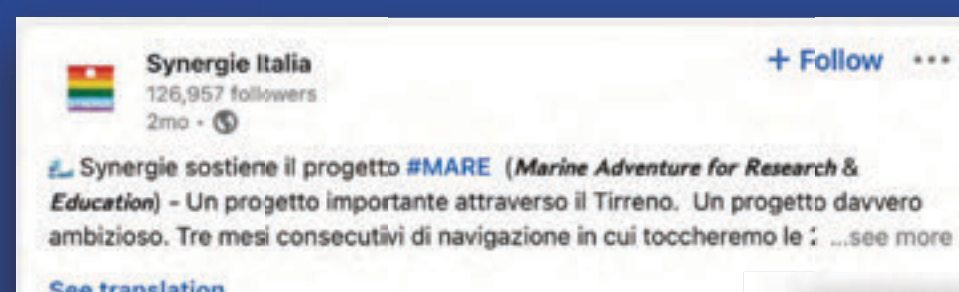 Synergie Italia
+ Follow ...
126,957 followers
2mo •
Synergie sostiene il progetto #MARE (Marine Adventure for Research &
Education) - Un progetto importante attraverso il Tirreno. Un progetto davvero
ambizioso. Tre mesi consecutivi di navigazione in cui toccheremo le ...see more
See translation